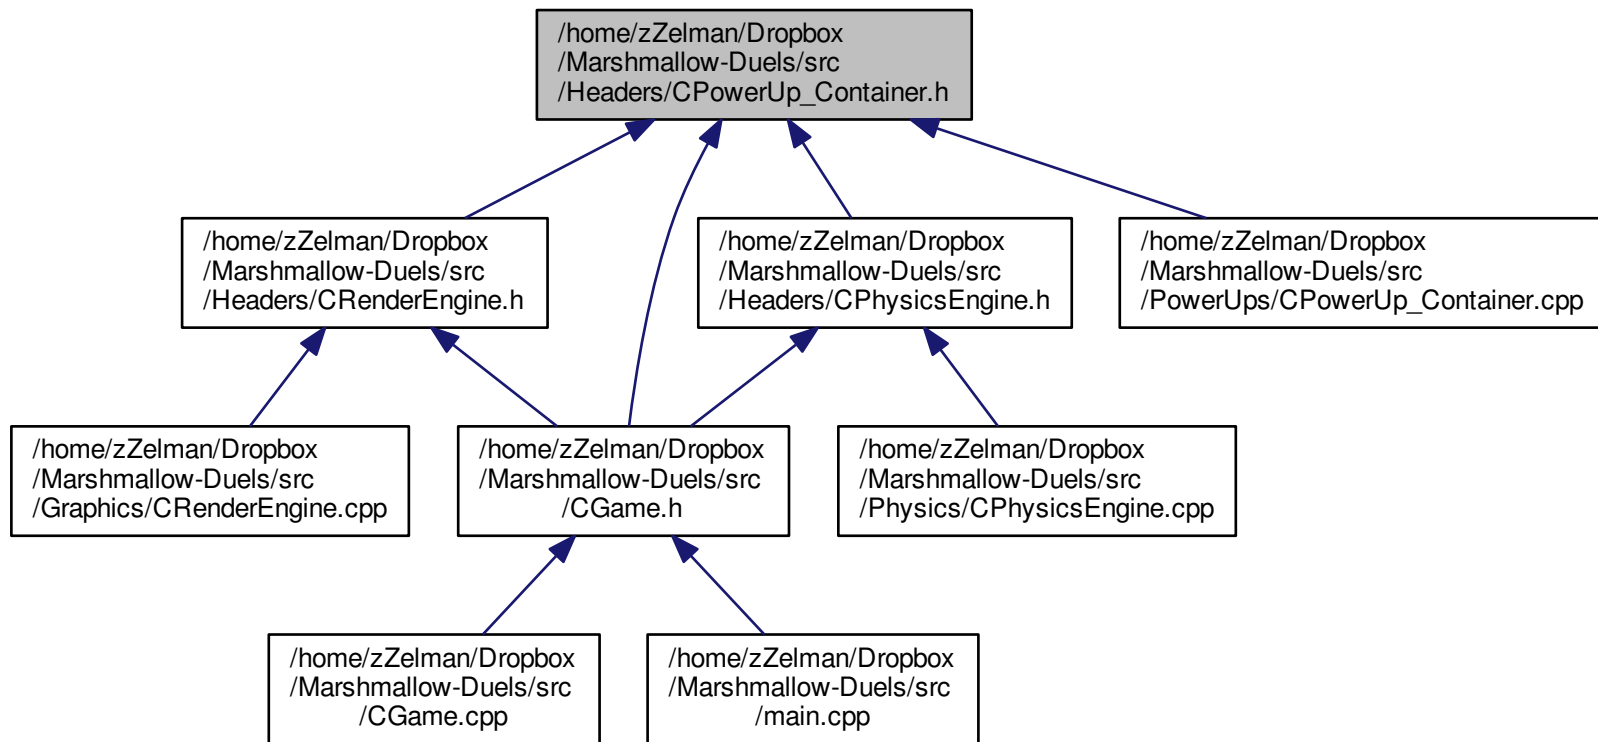 /home/zZelman/Dropbox
/Marshmallow-Duels/src
/Headers/CPowerUp_Container.h
/home/zZelman/Dropbox
/Marshmallow-Duels/src
/Headers/CRenderEngine.h
/home/zZelman/Dropbox
/Marshmallow-Duels/src
/Headers/CPhysicsEngine.h
/home/zZelman/Dropbox
/Marshmallow-Duels/src
/PowerUps/CPowerUp_Container.cpp
/home/zZelman/Dropbox
/Marshmallow-Duels/src
/Graphics/CRenderEngine.cpp
/home/zZelman/Dropbox
/Marshmallow-Duels/src
/CGame.h
/home/zZelman/Dropbox
/Marshmallow-Duels/src
/Physics/CPhysicsEngine.cpp
/home/zZelman/Dropbox
/Marshmallow-Duels/src
/CGame.cpp
/home/zZelman/Dropbox
/Marshmallow-Duels/src
/main.cpp